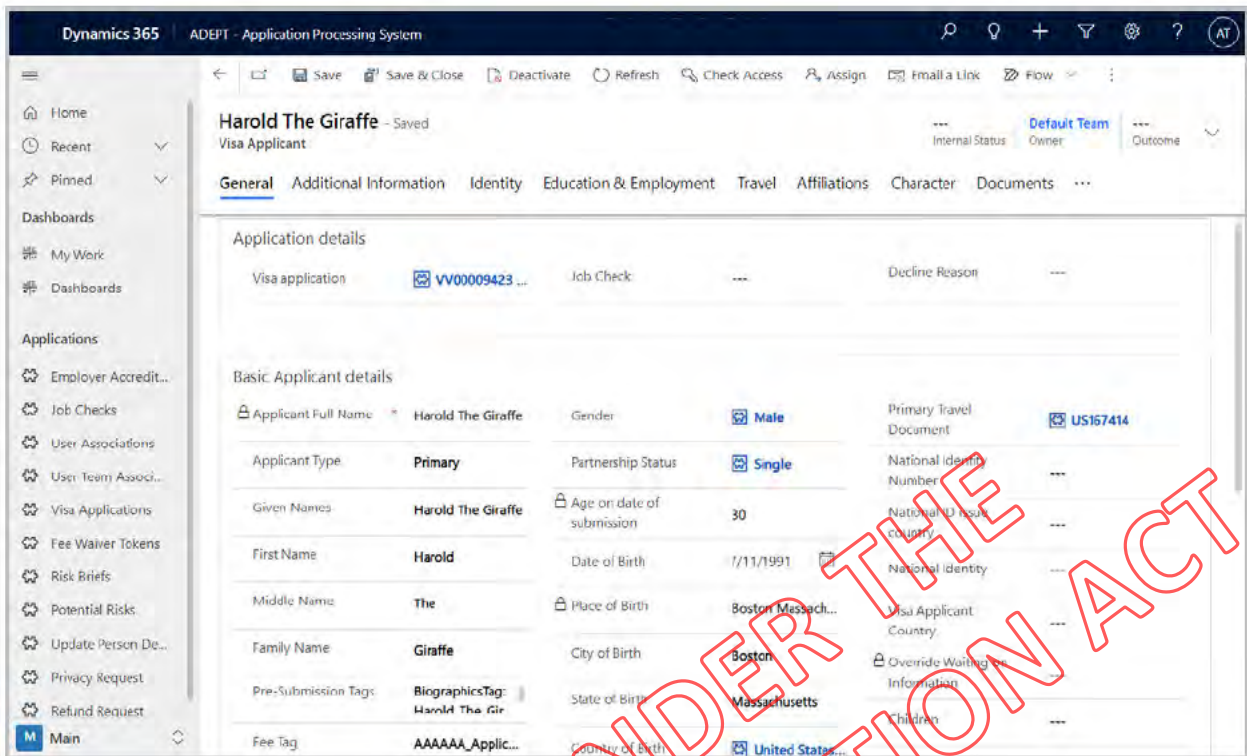 Dynamics 365 ADEPT - Application Processing System ? AT
Save Save & Close Deactivate Refresh Check Access Assign Email a Link Flow
Home
Recent
Pinned
Dashboards
My Work
Dashboards
Applications
Employer Accredit...
Job Checks
User Associations
User Team Associ...
Visa Applications
Fee Waiver Tokens
Risk Briefs
Potential Risks
Update Person De...
Privacy Request
Refund Request
M Main
Harold The Giraffe - Saved
Visa Applicant
--- Internal Status
Default Team Owner
--- Outcome
General Additional Information Identity Education & Employment Travel Affiliations Character Documents ...
Application details
Visa application VV00009423 ... Job Check --- Decline Reason ---
Basic Applicant details
Applicant Full Name * Harold The Giraffe
Applicant Type Primary
Given Names Harold The Giraffe
First Name Harold
Middle Name The
Family Name Giraffe
Pre-Submission Tags BiographicsTag:
Harold The Gir
Fee Tag AAAAAA_Applic...
Gender Male
Partnership Status Single
Age on date of
submission 30
Date of Birth 7/11/1991
Place of Birth Boston Massach...
City of Birth Boston
State of Birth Massachusetts
Country of Birth United States...
Primary Travel
Document US167414
National Identity
Number ---
National ID issue
country ---
National Identity ---
Visa Applicant
Country ---
Override Waiting on
Information ---
Children ---
UNDER THE
TION ACT